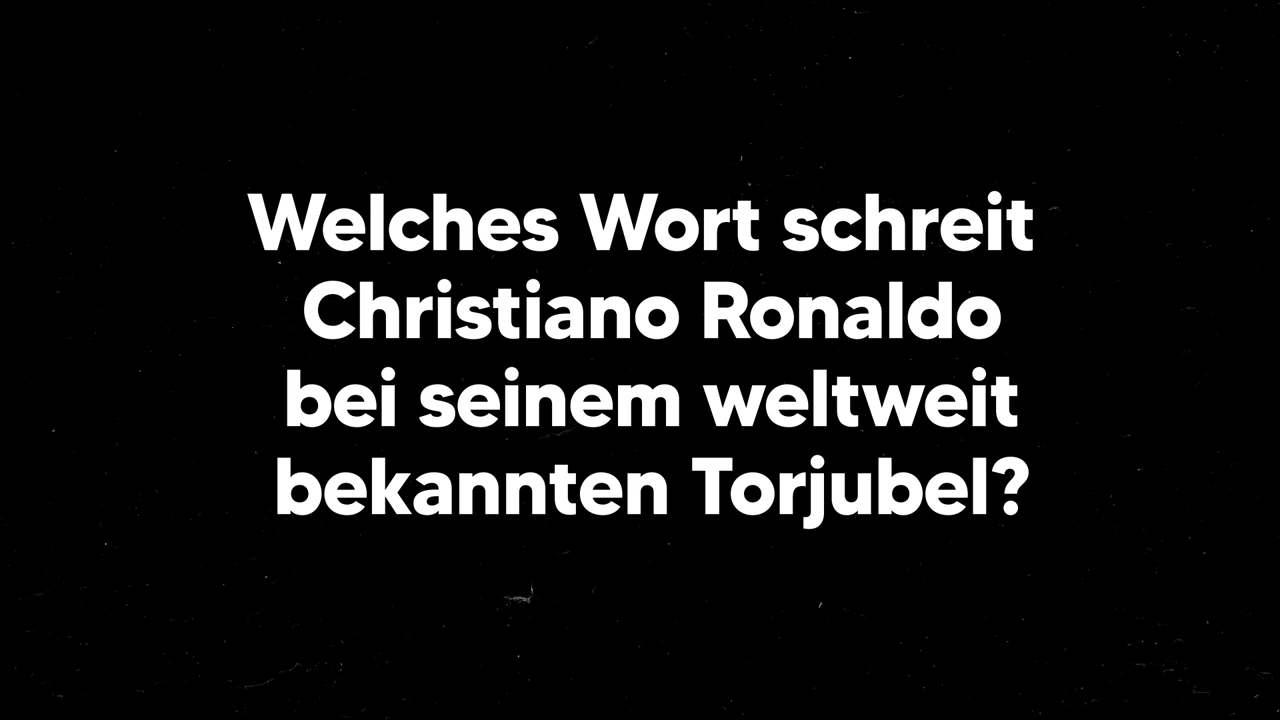 Welches Wort schreit
Christiano Ronaldo
bei seinem weltweit
bekannten Torjubel?